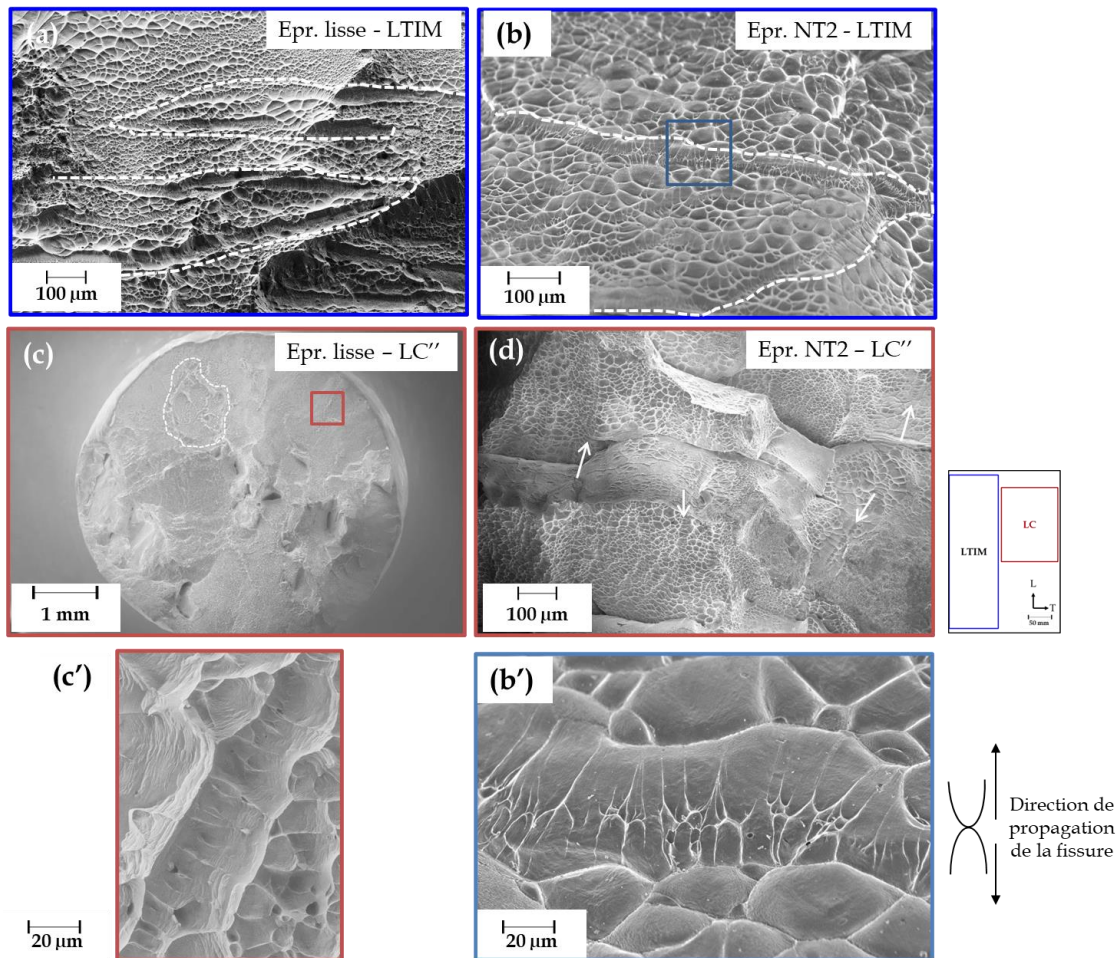 (a)
Epr. lisse - LTIM
100 µm
(b)
Epr. NT2 - LTIM
100 µm
(c)
Epr. lisse – LC’’
1 mm
(d)
Epr. NT2 – LC’’
100 µm
LTIM
LC
L
T
50 mm
(c’)
20 µm
(b’)
20 µm
Direction de
propagation
de la fissure